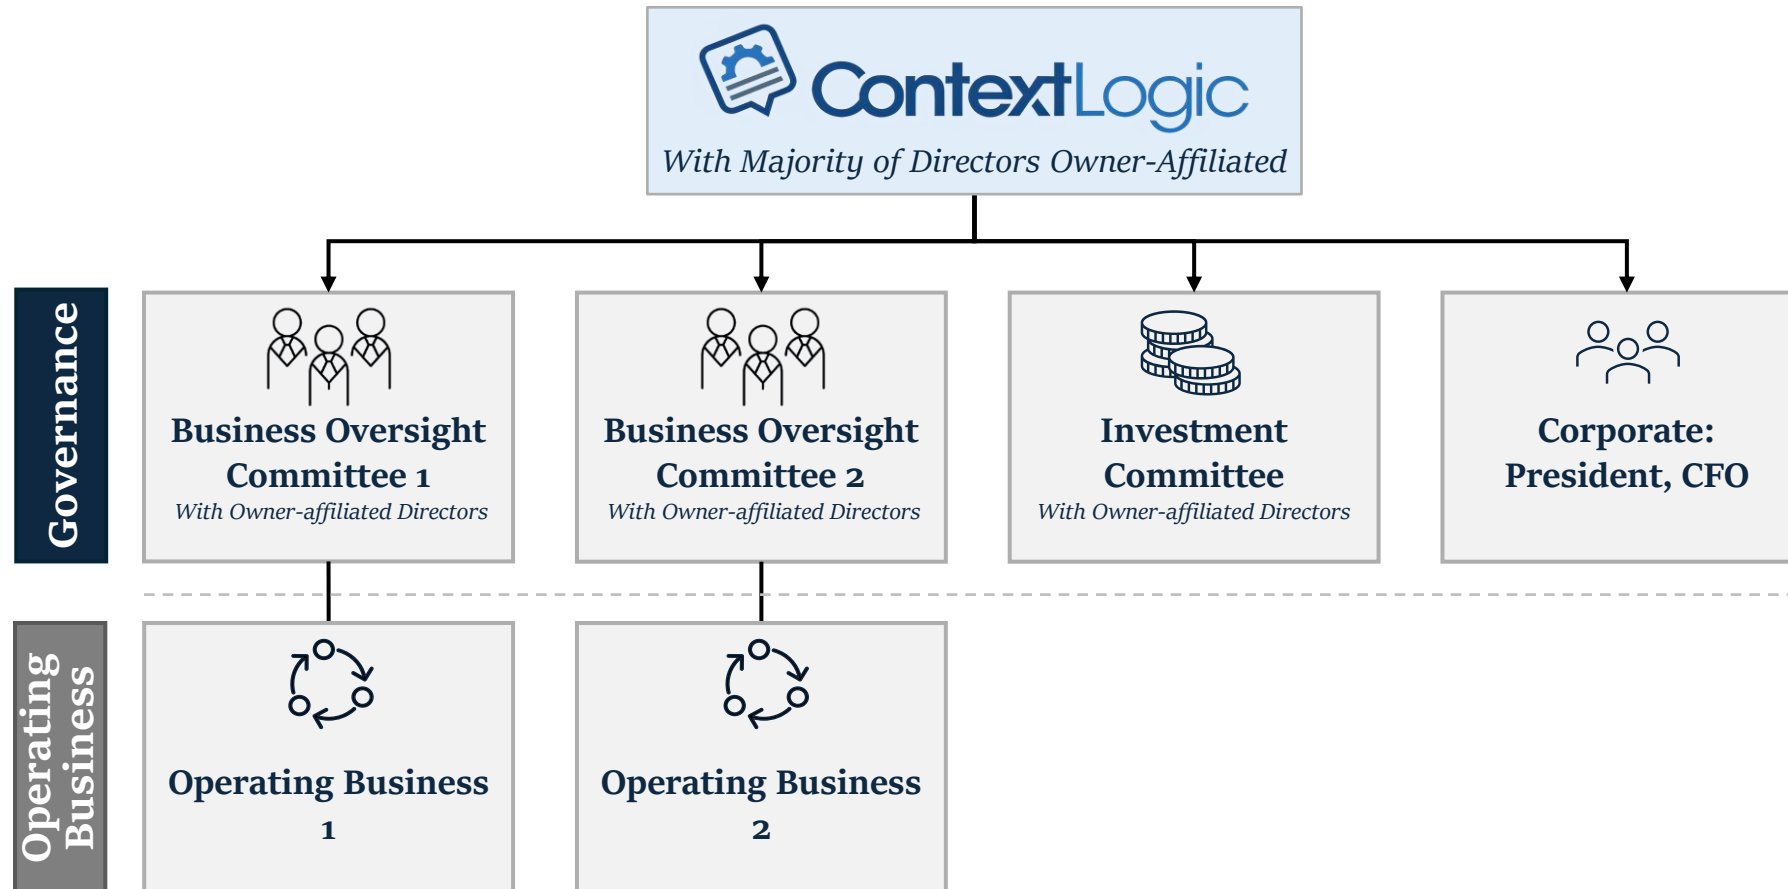 ContextLogic
With Majority of Directors Owner-Affiliated
Governance
Business Oversight
Committee 1
With Owner-affiliated Directors
Business Oversight
Committee 2
With Owner-affiliated Directors
Investment
Committee
With Owner-affiliated Directors
Corporate:
President, CFO
Operating
Business
Operating Business
1
Operating Business
2